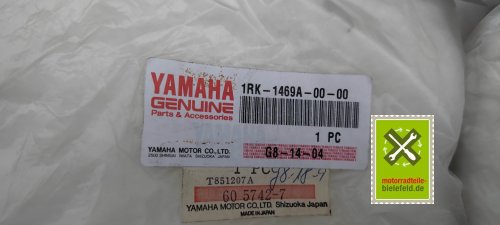 YAMAHA
GENUINE
Parts & Accessories
1RK-1469A-00-00
1 PC
YAMAHA MOTOR CO.,LTD.
2500 SHINGAI IWATA SHIZUOKA JAPAN
G8-14-04
1 PC
T851207A
60 5742-7
YAMAHA MOTOR CO., LTD. Shizuoka, Japan
MADE IN JAPAN
motorradteile-
bielefeld.de